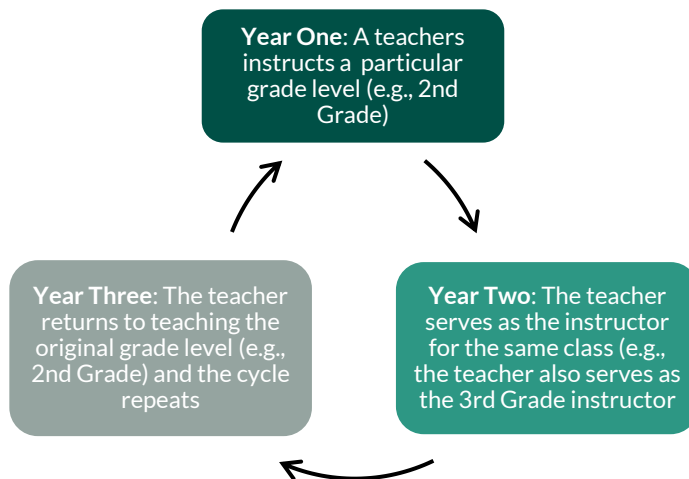 Year One: A teachers
instructs a particular
grade level (e.g., 2nd
Grade)
Year Three: The teacher
returns to teaching the
original grade level (e.g.,
2nd Grade) and the cycle
repeats
Year Two: The teacher
serves as the instructor
for the same class (e.g.,
the teacher also serves as
the 3rd Grade instructor